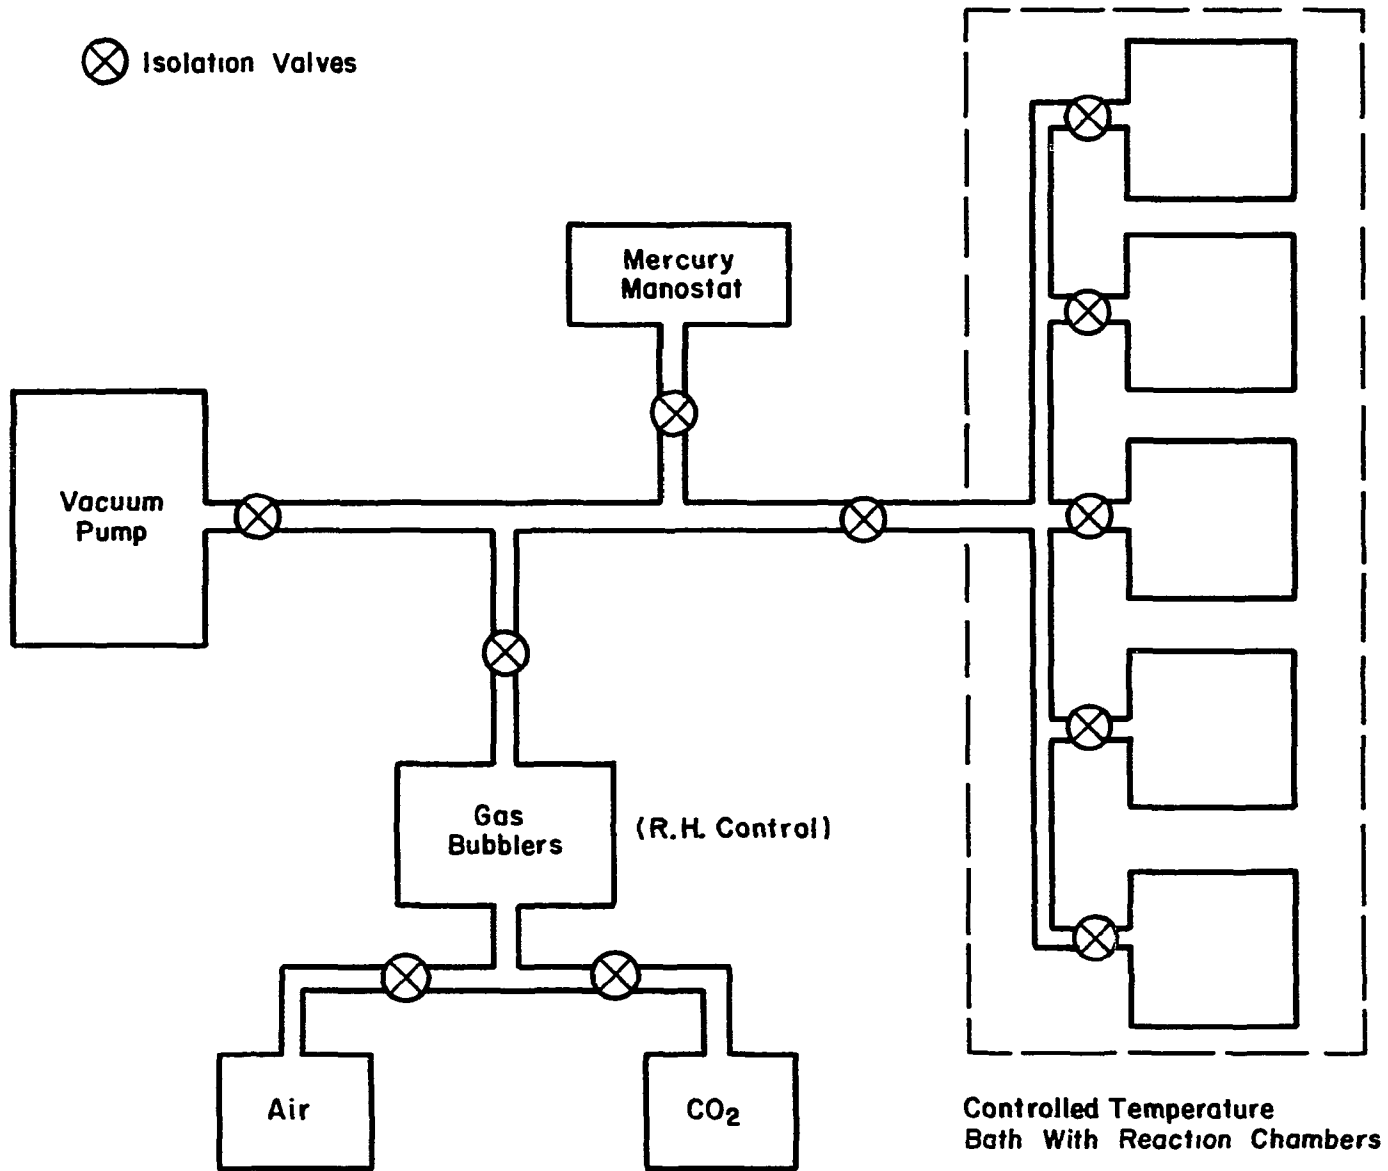 Isolation Valves
Mercury
Manostat
Vacuum
Pump
Gas
Bubblers
(R.H. Control)
Air
CO2
Controlled Temperature
Bath With Reaction Chambers